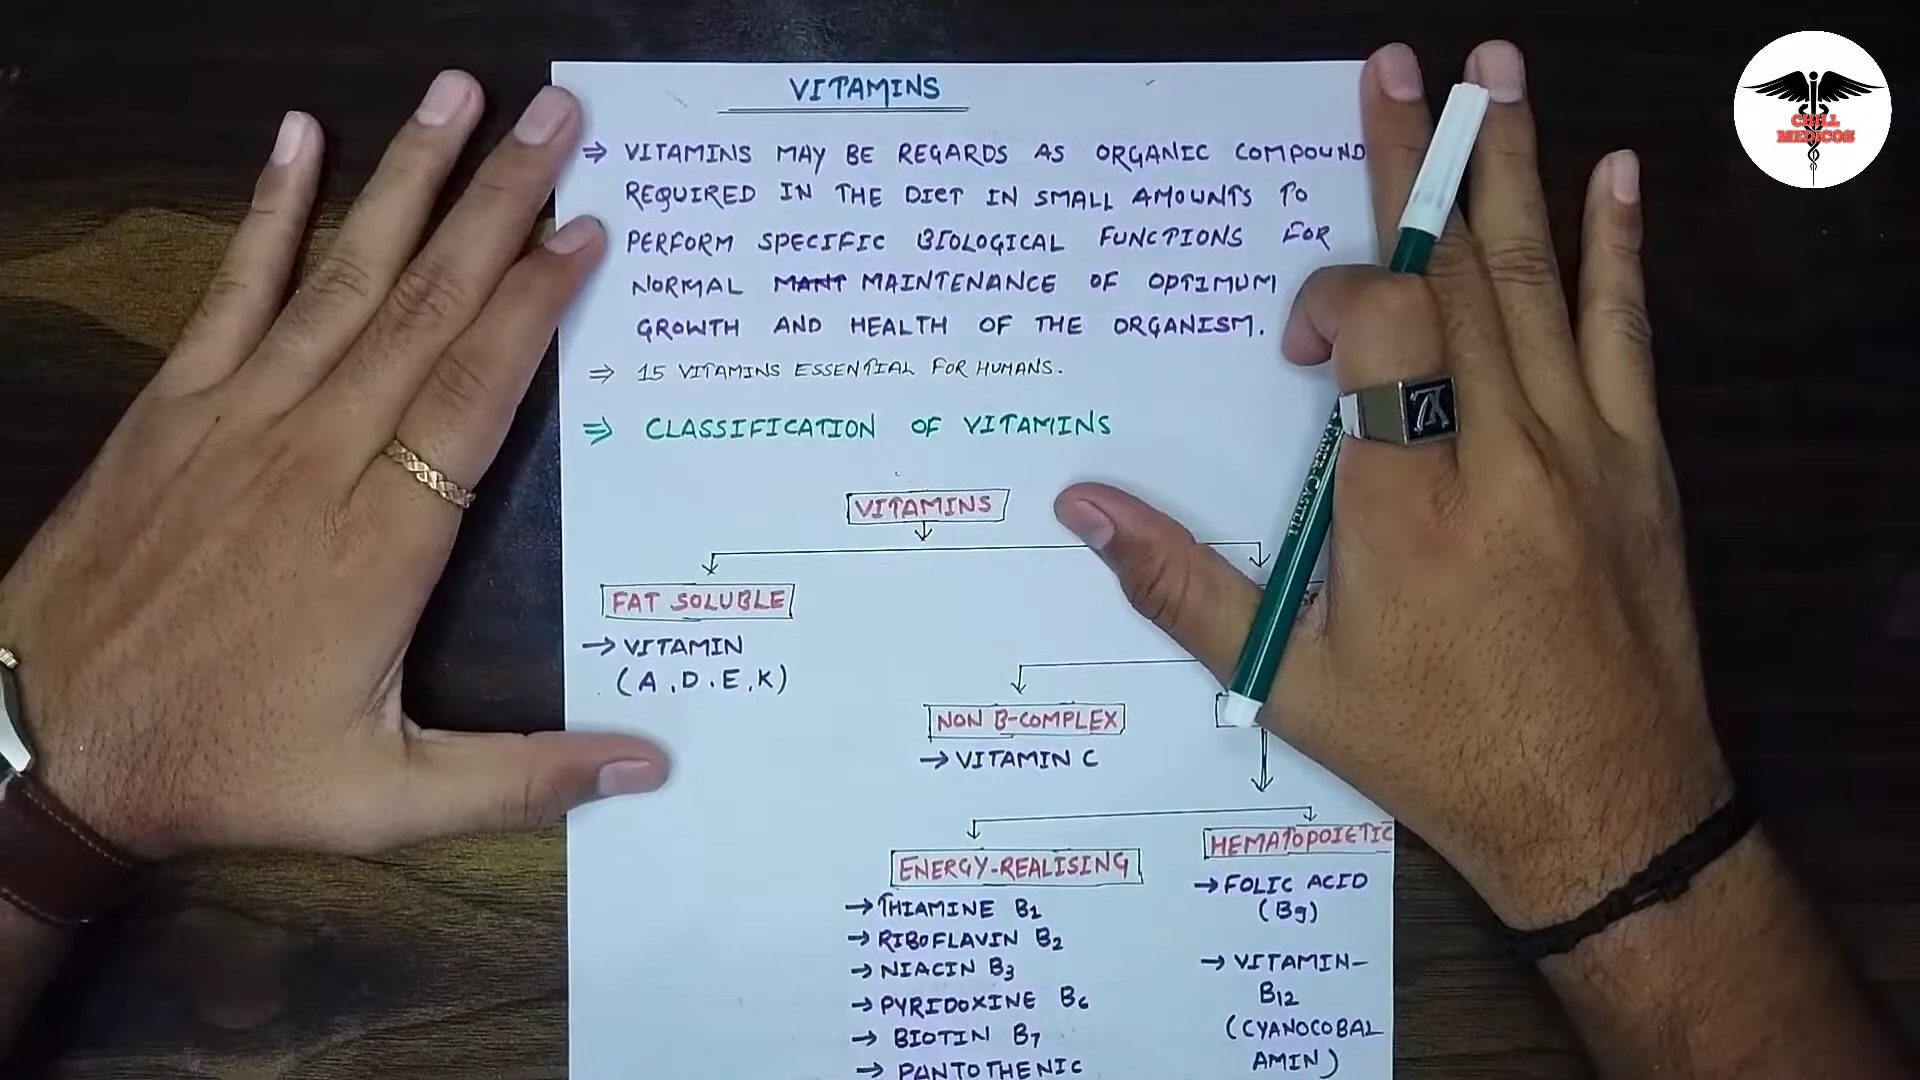 VITAMINS
⇒ VITAMINS MAY BE REGARDS AS ORGANIC COMPOUND
REQUIRED IN THE DIET IN SMALL AMOUNTS TO
PERFORM SPECIFIC BIOLOGICAL FUNCTIONS FOR
NORMAL MANT MAINTENANCE OF OPTIMUM
GROWTH AND HEALTH OF THE ORGANISM.
⇒ 15 VITAMINS ESSENTIAL FOR HUMANS.
⇒ CLASSIFICATION OF VITAMINS
VITAMINS
FAT SOLUBLE
→ VITAMIN
(A, D, E, K)
NON B-COMPLEX
→ VITAMIN C
ENERGY-REALISING
→ THIAMINE B1
→ RIBOFLAVIN B2
→ NIACIN B3
→ PYRIDOXINE B6
→ BIOTIN B7
→ PANTOTHENIC
HEMATOPOIETIC
→ FOLIC ACID
(B9)
→ VITAMIN-
B12
(CYANOCOBAL
AMIN)
CHILL
MEDICOS
FABER-CASTELL